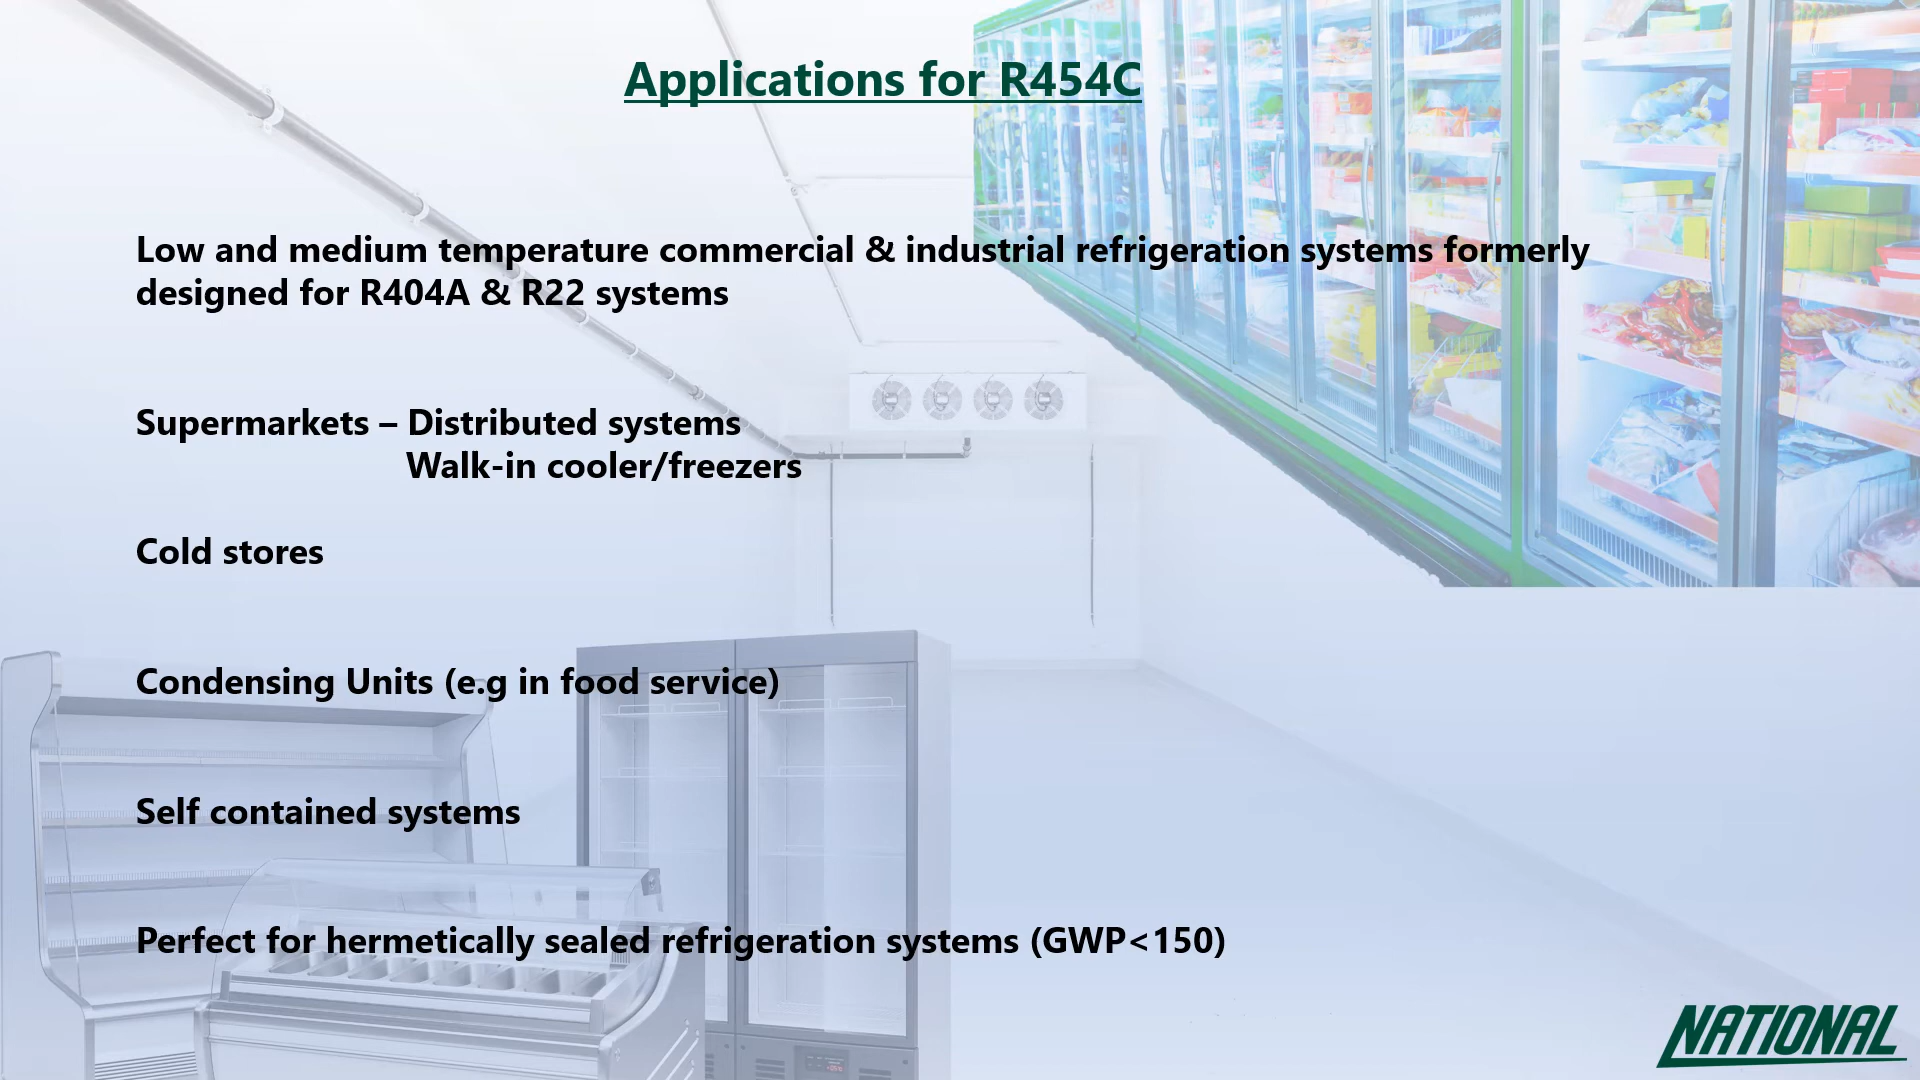 Applications for R454C
Low and medium temperature commercial & industrial refrigeration systems formerly
designed for R404A & R22 systems
Supermarkets – Distributed systems
Walk-in cooler/freezers
Cold stores
Condensing Units (e.g in food service)
Self contained systems
Perfect for hermetically sealed refrigeration systems (GWP<150)
NATIONAL